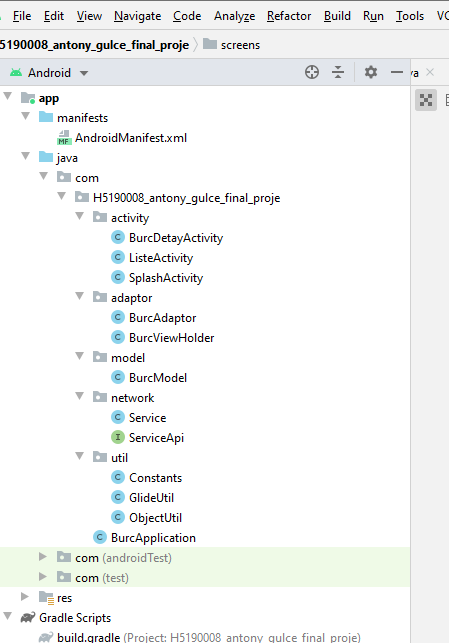 File Edit View Navigate Code Analyze Refactor Build Run Tools VC
5190008_antony_gulce_final_proje screens
Android va
app
manifests
MF AndroidManifest.xml
java
com
H5190008_antony_gulce_final_proje
activity
C BurcDetayActivity
C ListeActivity
C SplashActivity
adaptor
C BurcAdaptor
C BurcViewHolder
model
C BurcModel
network
C Service
I ServiceApi
util
C Constants
C GlideUtil
C ObjectUtil
C BurcApplication
com (androidTest)
com (test)
res
Gradle Scripts
build.gradle (Project: H5190008_antony_gulce_final_proje)